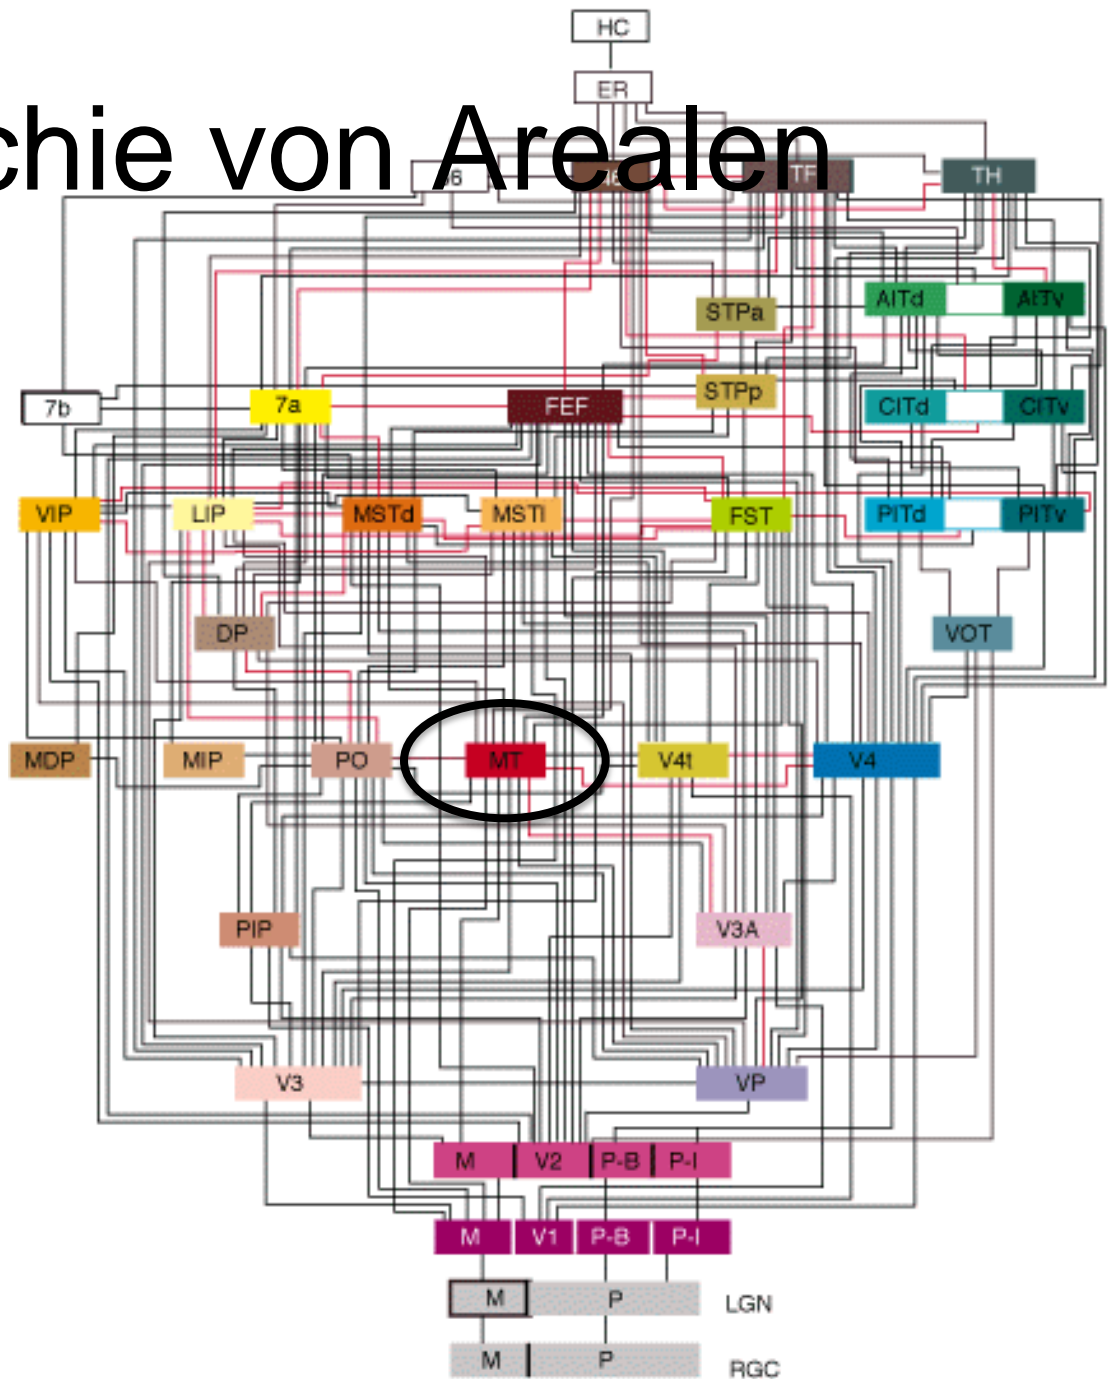 HC
ER
chie von Arealen
TF TH
STPa AITd AITv
7b 7a FEF STPp CITd CITv
VIP LIP MSTd MSTl FST PITd PITv
DP VOT
MDP MIP PO MT V4t V4
PIP V3A
V3 VP
M V2 P-B P-I
M V1 P-B P-I
M P LGN
M P RGC